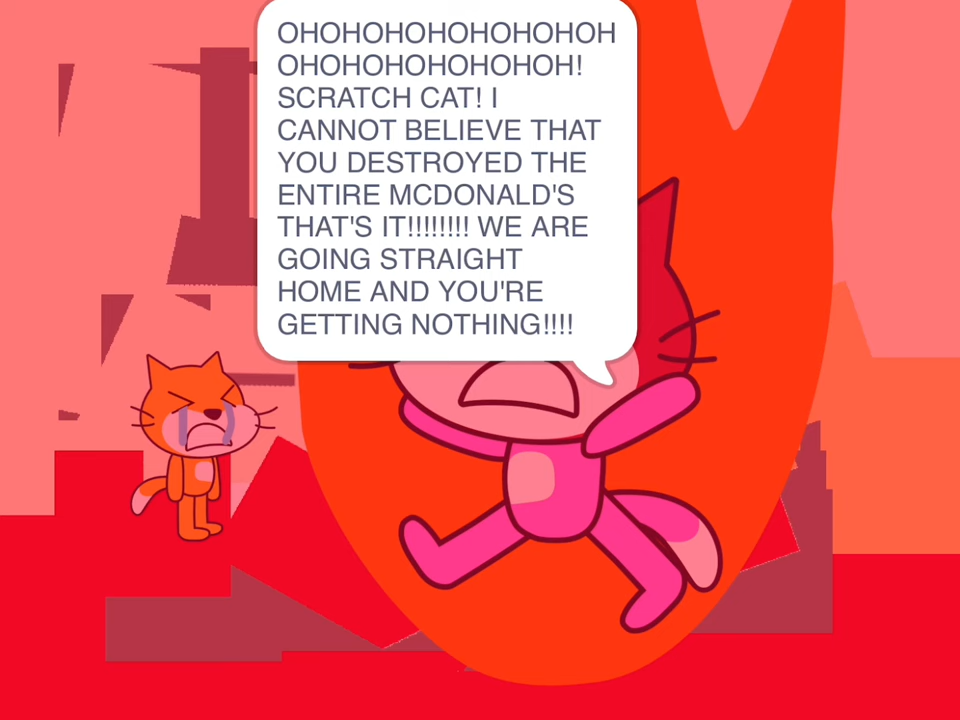 OHOHOHOHOHOHOHOH
OHOHOHOHOHOHOH!
SCRATCH CAT! I
CANNOT BELIEVE THAT
YOU DESTROYED THE
ENTIRE MCDONALD'S
THAT'S IT!!!!!!!! WE ARE
GOING STRAIGHT
HOME AND YOU'RE
GETTING NOTHING!!!!